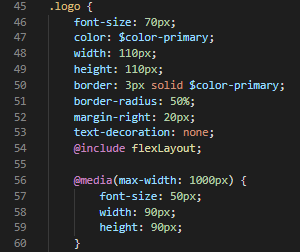 45 .logo {
46 font-size: 70px;
47 color: $color-primary;
48 width: 110px;
49 height: 110px;
50 border: 3px solid $color-primary;
51 border-radius: 50%;
52 margin-right: 20px;
53 text-decoration: none;
54 @include flexLayout;
55
56 @media(max-width: 1000px) {
57 font-size: 50px;
58 width: 90px;
59 height: 90px;
60 }